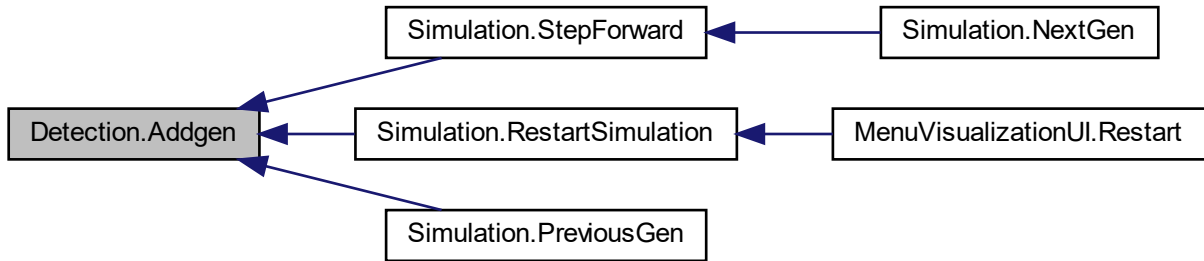 Simulation.StepForward
Simulation.NextGen
Detection.Addgen
Simulation.RestartSimulation
MenuVisualizationUI.Restart
Simulation.PreviousGen